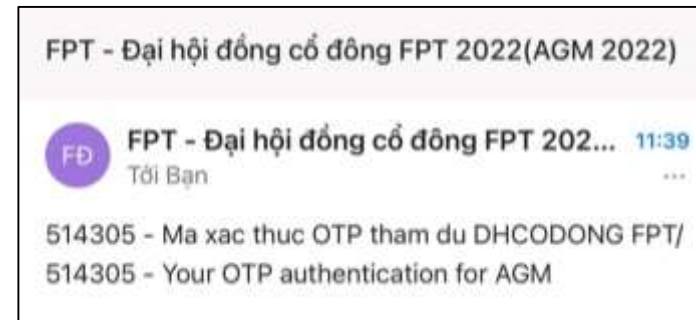 FPT - Đại hội đồng cổ đông FPT 2022(AGM 2022)
FĐ
FPT - Đại hội đồng cổ đông FPT 202... 11:39
Tới Bạn
...
514305 - Ma xac thuc OTP tham du DHCODONG FPT/
514305 - Your OTP authentication for AGM